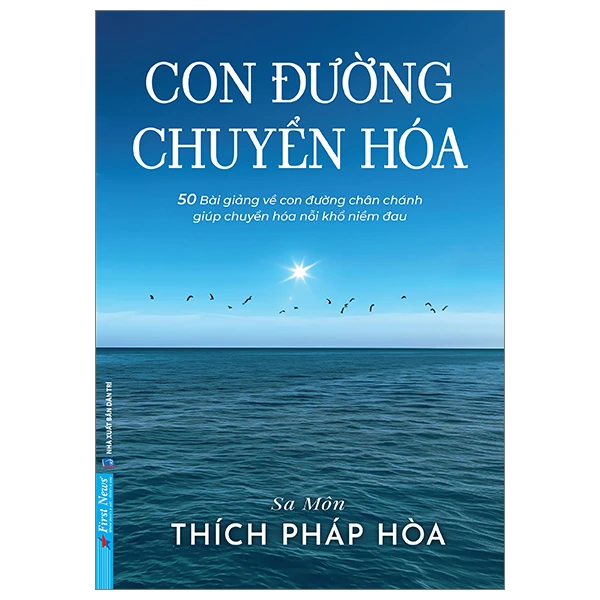 CON ĐƯỜNG
CHUYỂN HÓA
50 Bài giảng về con đường chân chánh
giúp chuyển hóa nỗi khổ niềm đau
NHÀ XUẤT BẢN DÂN TRÍ
First News
Sa Môn
THÍCH PHÁP HÒA